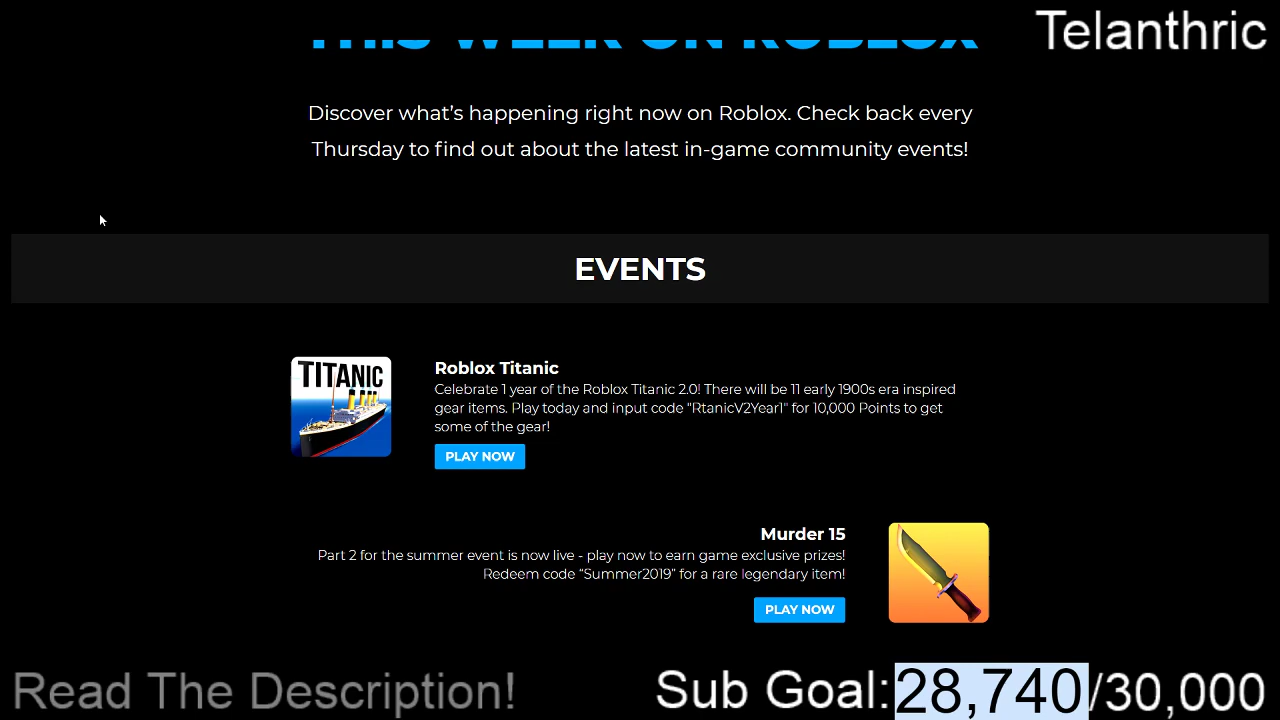 Telanthric
THIS WEEK ON ROBLOX
Discover what's happening right now on Roblox. Check back every
Thursday to find out about the latest in-game community events!
EVENTS
TITANIC
Roblox Titanic
Celebrate 1 year of the Roblox Titanic 2.0! There will be 11 early 1900s era inspired
gear items. Play today and input code "RtanicV2Year1" for 10,000 Points to get
some of the gear!
PLAY NOW
Murder 15
Part 2 for the summer event is now live - play now to earn game exclusive prizes!
Redeem code “Summer2019” for a rare legendary item!
PLAY NOW
Read The Description!
Sub Goal:28,740/30,000